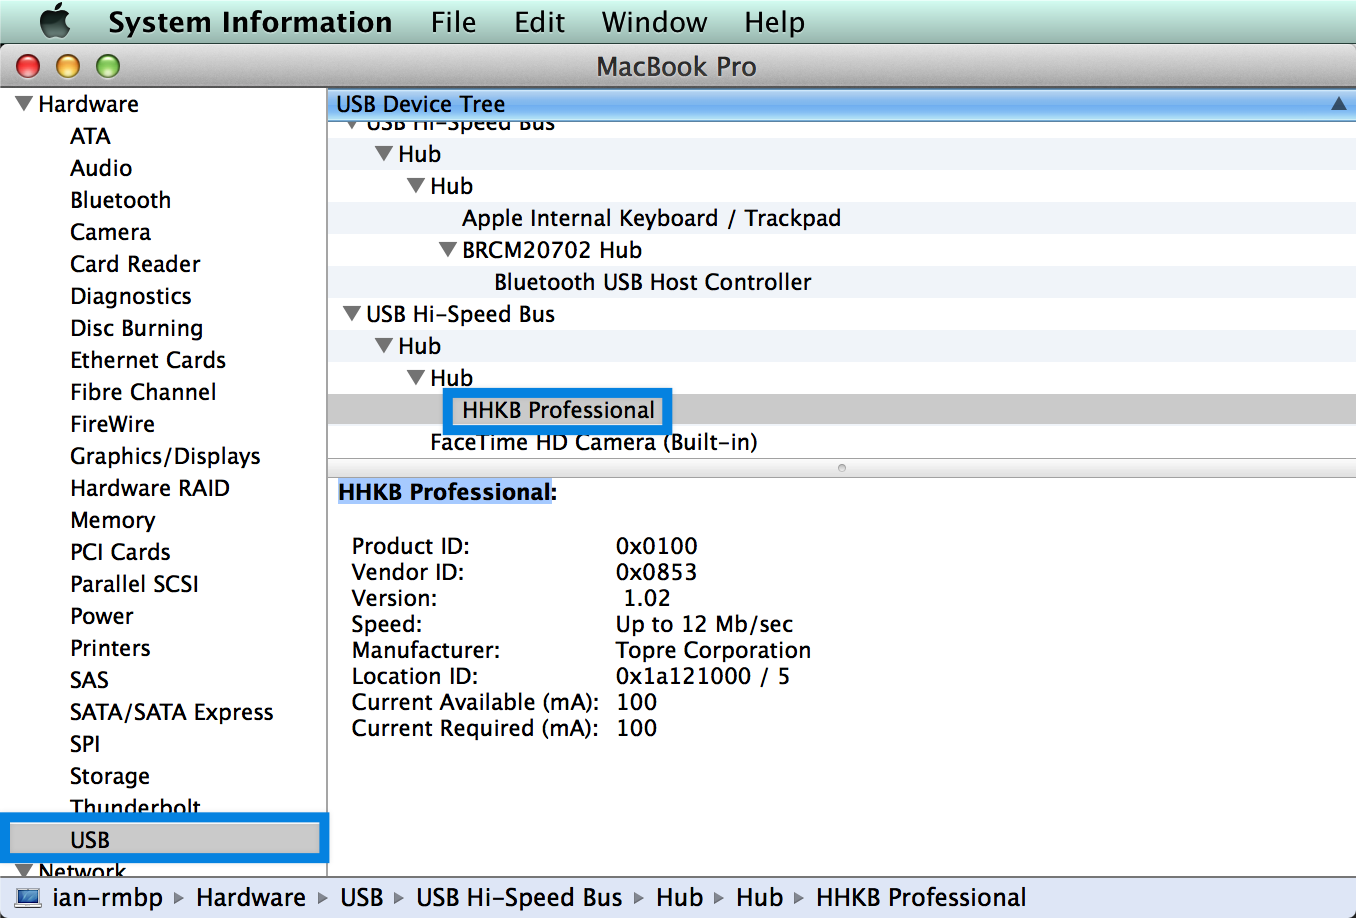 System Information File Edit Window Help
MacBook Pro
Hardware
ATA
Audio
Bluetooth
Camera
Card Reader
Diagnostics
Disc Burning
Ethernet Cards
Fibre Channel
FireWire
Graphics/Displays
Hardware RAID
Memory
PCI Cards
Parallel SCSI
Power
Printers
SAS
SATA/SATA Express
SPI
Storage
Thunderbolt
USB
Network
USB Device Tree
USB Hi-Speed Bus
Hub
Hub
Apple Internal Keyboard / Trackpad
BRCM20702 Hub
Bluetooth USB Host Controller
USB Hi-Speed Bus
Hub
Hub
HHKB Professional
FaceTime HD Camera (Built-in)
HHKB Professional:
Product ID: 0x0100
Vendor ID: 0x0853
Version: 1.02
Speed: Up to 12 Mb/sec
Manufacturer: Topre Corporation
Location ID: 0x1a121000 / 5
Current Available (mA): 100
Current Required (mA): 100
ian-rmbp Hardware USB USB Hi-Speed Bus Hub Hub HHKB Professional